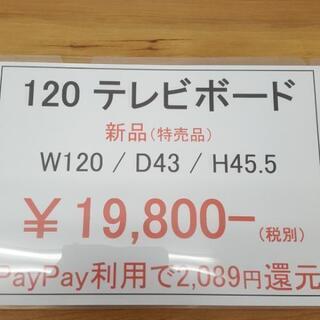 120 テレビボード
新品(特売品)
W120 / D43 / H45.5
￥19,800-(税別)
PayPay利用で2,089円還元